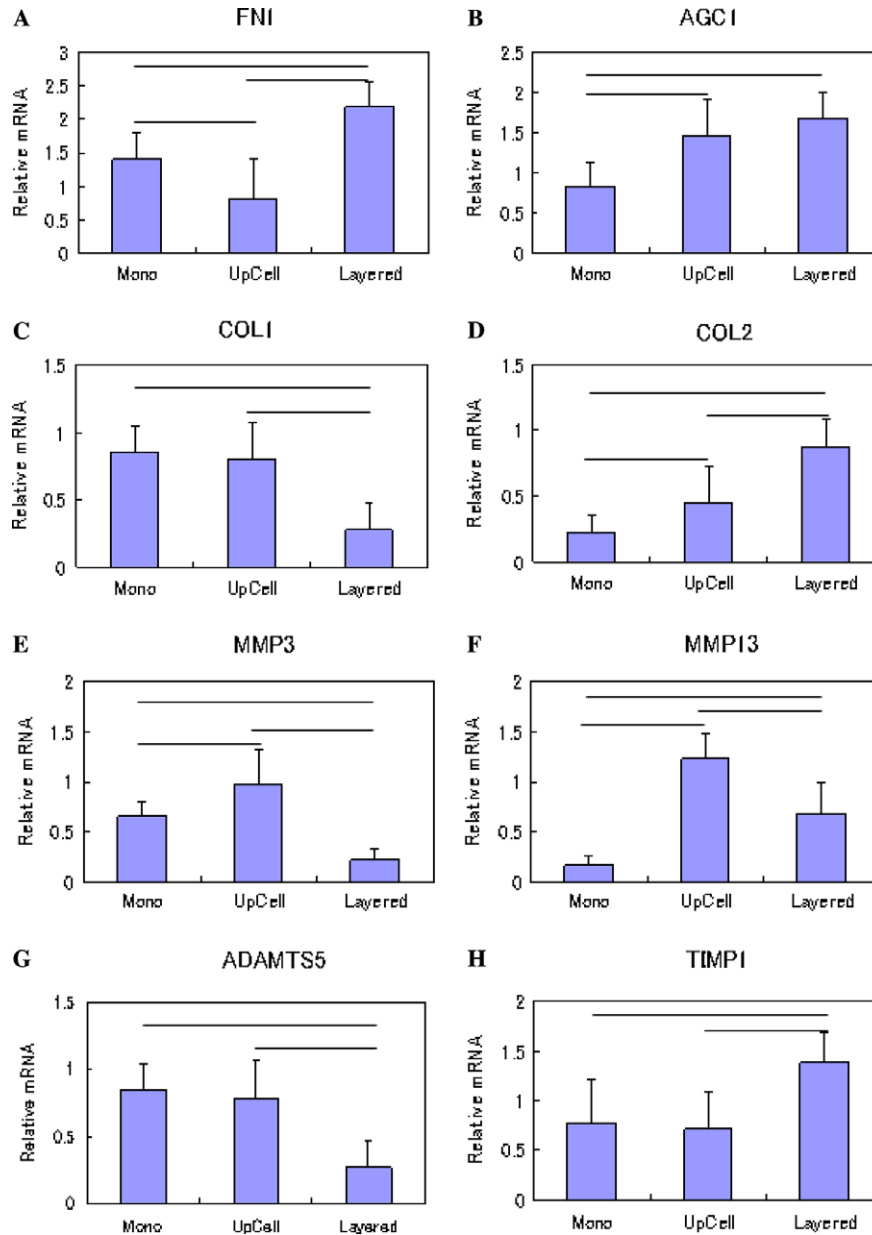 A FN1
3
2.5
2
1.5
1
0.5
0
Relative mRNA
Mono UpCell Layered
B AGC1
2.5
2
1.5
1
0.5
0
Relative mRNA
Mono UpCell Layered
C COL1
1.5
1
0.5
0
Relative mRNA
Mono UpCell Layered
D COL2
1.5
1
0.5
0
Relative mRNA
Mono UpCell Layered
E MMP3
2
1.5
1
0.5
0
Relative mRNA
Mono UpCell Layered
F MMP13
2
1.5
1
0.5
0
Relative mRNA
Mono UpCell Layered
G ADAMTS5
1.5
1
0.5
0
Relative mRNA
Mono UpCell Layered
H TIMP1
2
1.5
1
0.5
0
Relative mRNA
Mono UpCell Layered